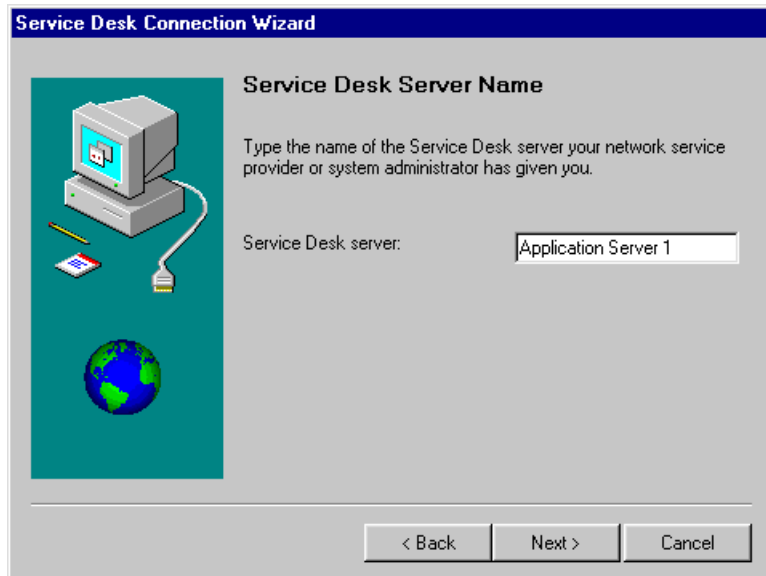 Service Desk Connection Wizard
Service Desk Server Name
Type the name of the Service Desk server your network service
provider or system administrator has given you.
Service Desk server:
Application Server 1
< Back
Next >
Cancel